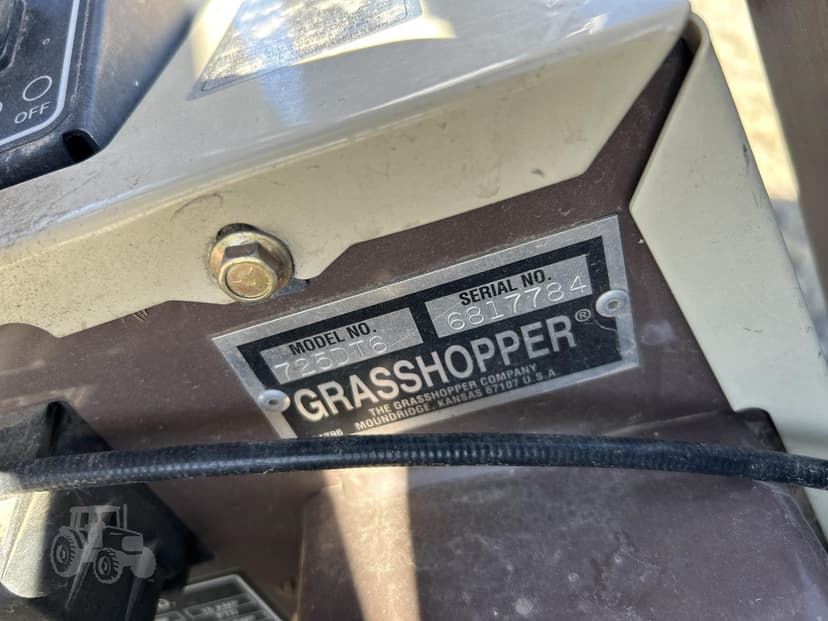 OFF
MODEL NO.
725DT6
SERIAL NO.
6817784
GRASSHOPPER®
THE GRASSHOPPER COMPANY
MOUNDRIDGE, KANSAS 67107 U.S.A.